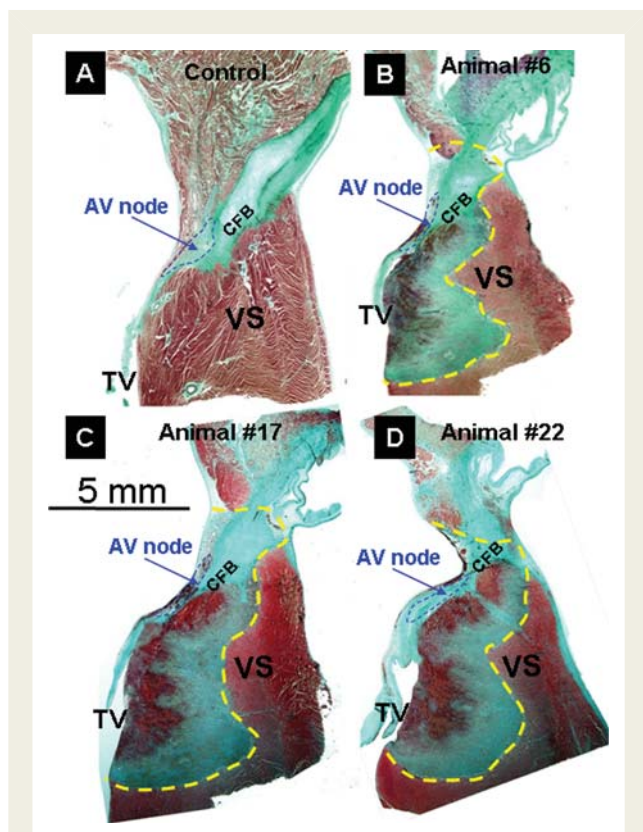 A
Control
AV node
CFB
VS
TV
B
Animal #6
AV node
CFB
VS
TV
C
Animal #17
5 mm
AV node
CFB
VS
TV
D
Animal #22
AV node
CFB
VS
TV